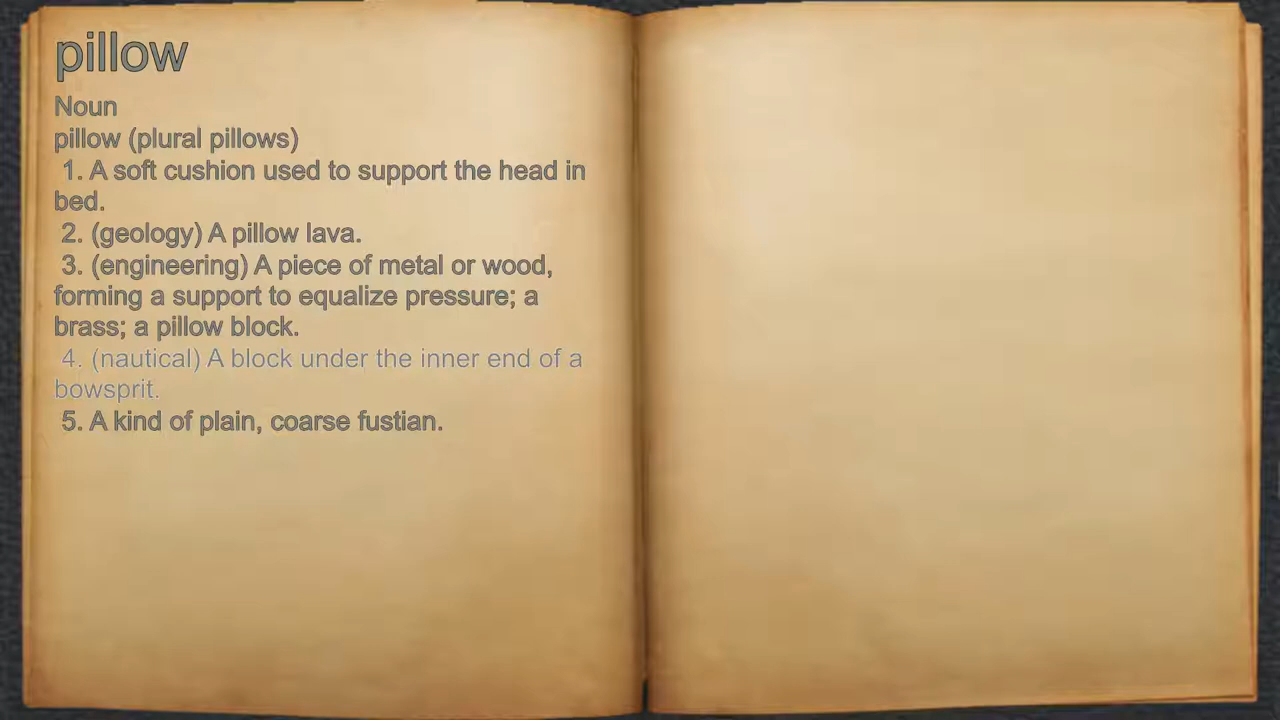 pillow
Noun
pillow (plural pillows)
1. A soft cushion used to support the head in
bed.
2. (geology) A pillow lava.
3. (engineering) A piece of metal or wood,
forming a support to equalize pressure; a
brass; a pillow block.
4. (nautical) A block under the inner end of a
bowsprit.
5. A kind of plain, coarse fustian.